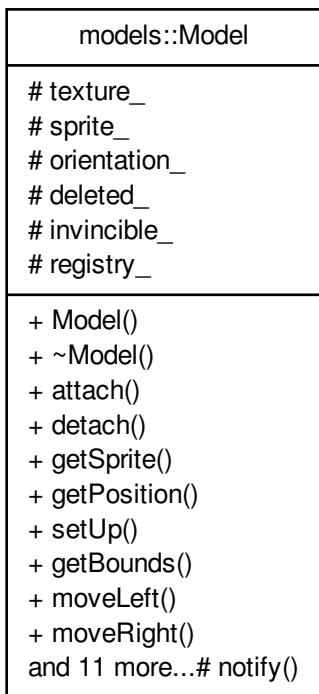 models::Model
# texture_
# sprite_
# orientation_
# deleted_
# invincible_
# registry_
+ Model()
+ ~Model()
+ attach()
+ detach()
+ getSprite()
+ getPosition()
+ setUp()
+ getBounds()
+ moveLeft()
+ moveRight()
and 11 more...# notify()